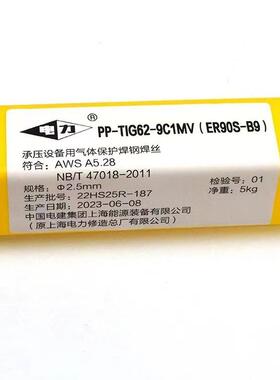 电力 PP-TIG62-9C1MV(ER90S-B9)
承压设备用气体保护焊钢焊丝
符合：AWS A5.28
NB/T 47018-2011
规格：Φ2.5mm 检验号：01
生产批号：22HS25R-187 净重：5kg
生产日期：2023-06-08
中国电建集团上海能源装备有限公司
（原上海电力修造总厂有限公司）